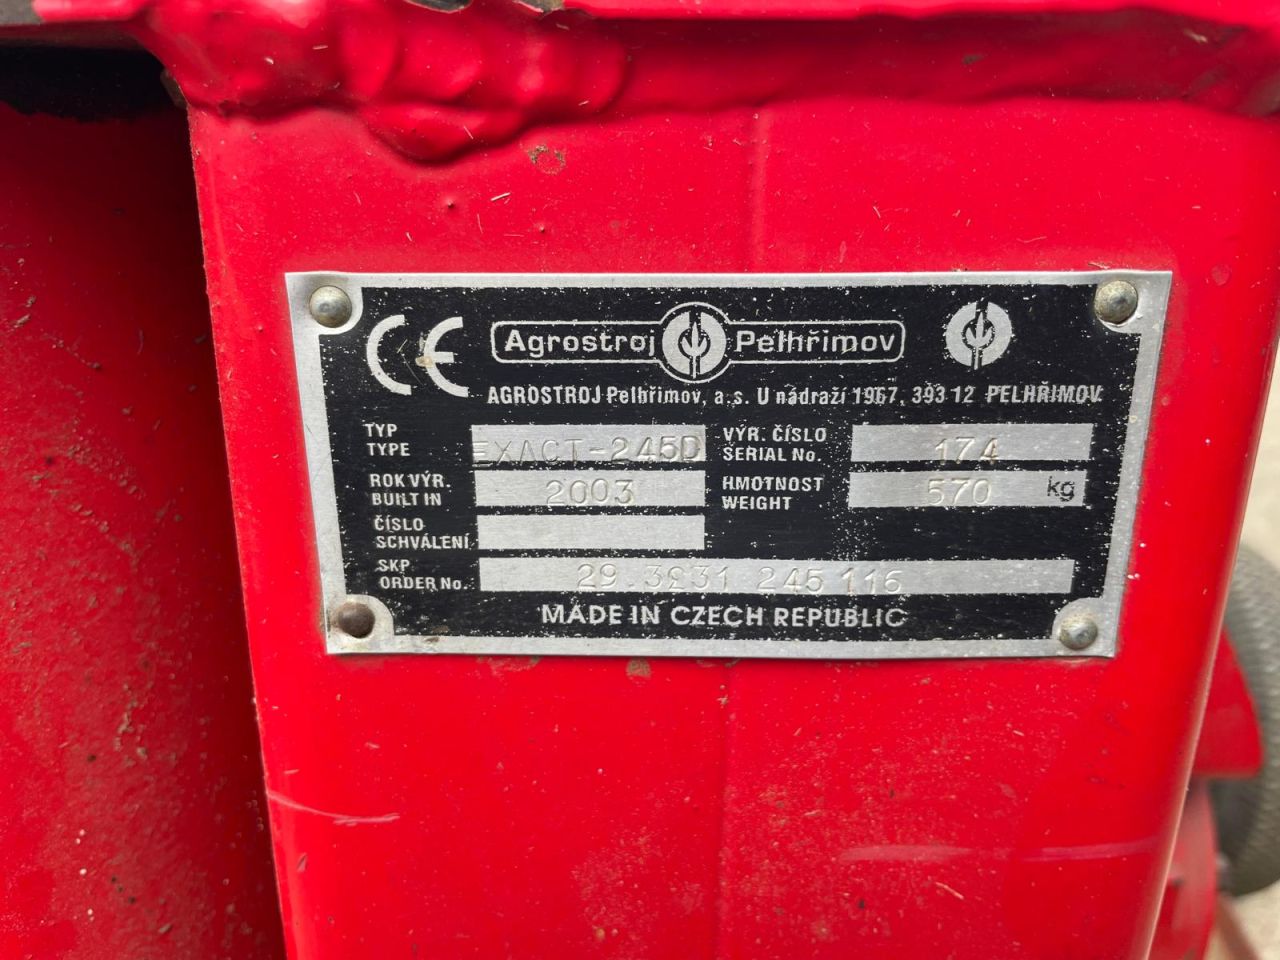 CE Agrostroj Pelhřimov
AGROSTROJ Pelhřimov, a.s. U nádraží 1967, 393 12 PELHŘIMOV
TYP
TYPE EXACT-245D
VÝR. ČÍSLO
SERIAL No. 174
ROK VÝR.
BUILT IN 2003
HMOTNOST
WEIGHT 570 kg
ČÍSLO
SCHVÁLENÍ
SKP
ORDER No. 29.3231 245 116
MADE IN CZECH REPUBLIC